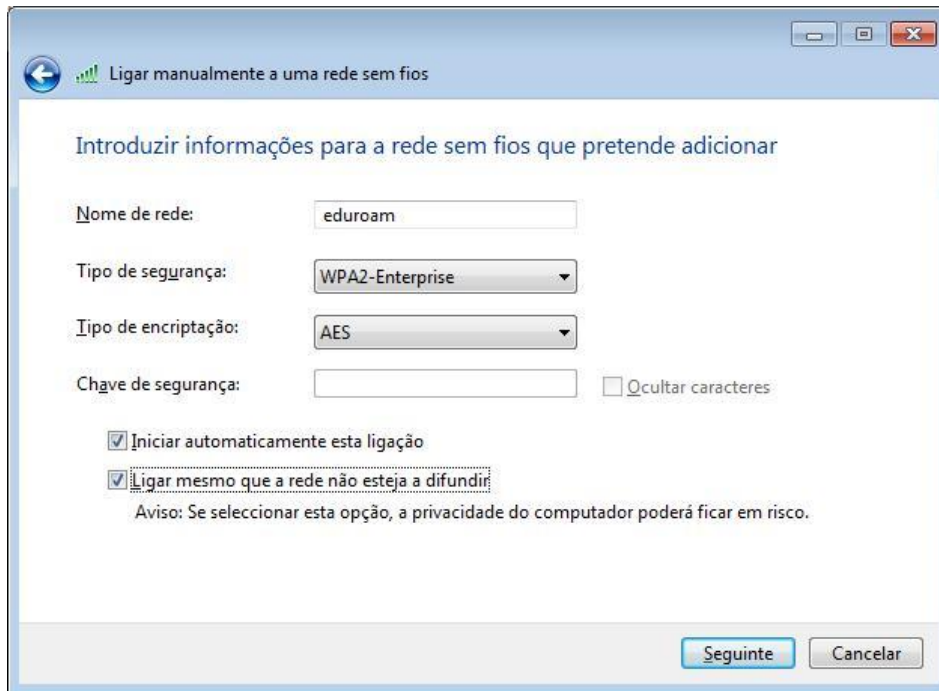 Ligar manualmente a uma rede sem fios
Introduzir informações para a rede sem fios que pretende adicionar
Nome de rede: eduroam
Tipo de segurança: WPA2-Enterprise
Tipo de encriptação: AES
Chave de segurança: Ocultar caracteres
Iniciar automaticamente esta ligação
Ligar mesmo que a rede não esteja a difundir
Aviso: Se seleccionar esta opção, a privacidade do computador poderá ficar em risco.
Seguinte Cancelar